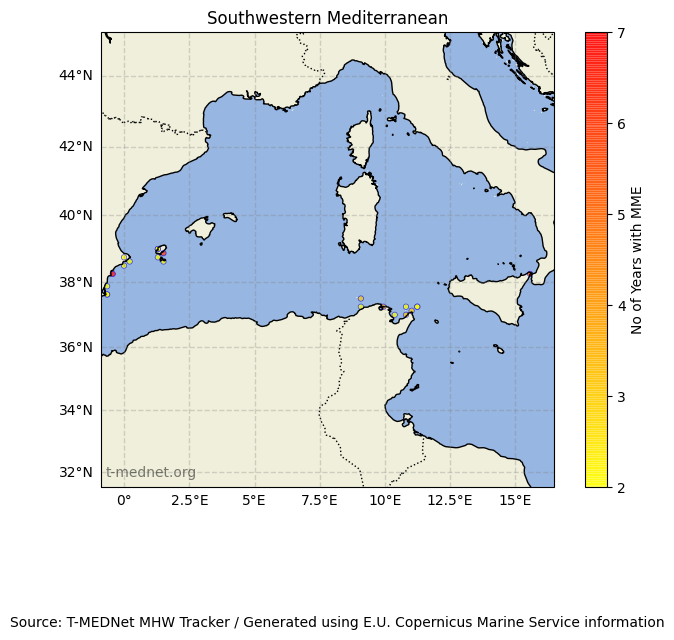 Southwestern Mediterranean
44°N
42°N
40°N
38°N
36°N
34°N
32°N
t-mednet.org
0°
2.5°E
5°E
7.5°E
10°E
12.5°E
15°E
7
6
5
4
3
2
No of Years with MME
Source: T-MEDNet MHW Tracker / Generated using E.U. Copernicus Marine Service information